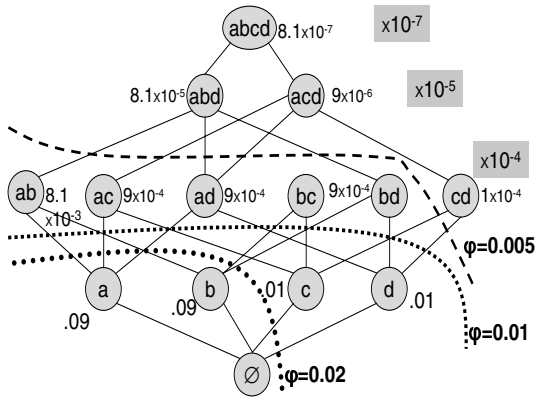 abcd 8.1x10⁻⁷ x10⁻⁷
8.1x10⁻⁵ abd acd 9x10⁻⁶ x10⁻⁵
x10⁻⁴
ab 8.1 ac 9x10⁻⁴ ad 9x10⁻⁴ bc 9x10⁻⁴ bd cd 1x10⁻⁴
x10⁻³
φ=0.005
a b .01 c d
.09 .09 .01
φ=0.01
∅ φ=0.02